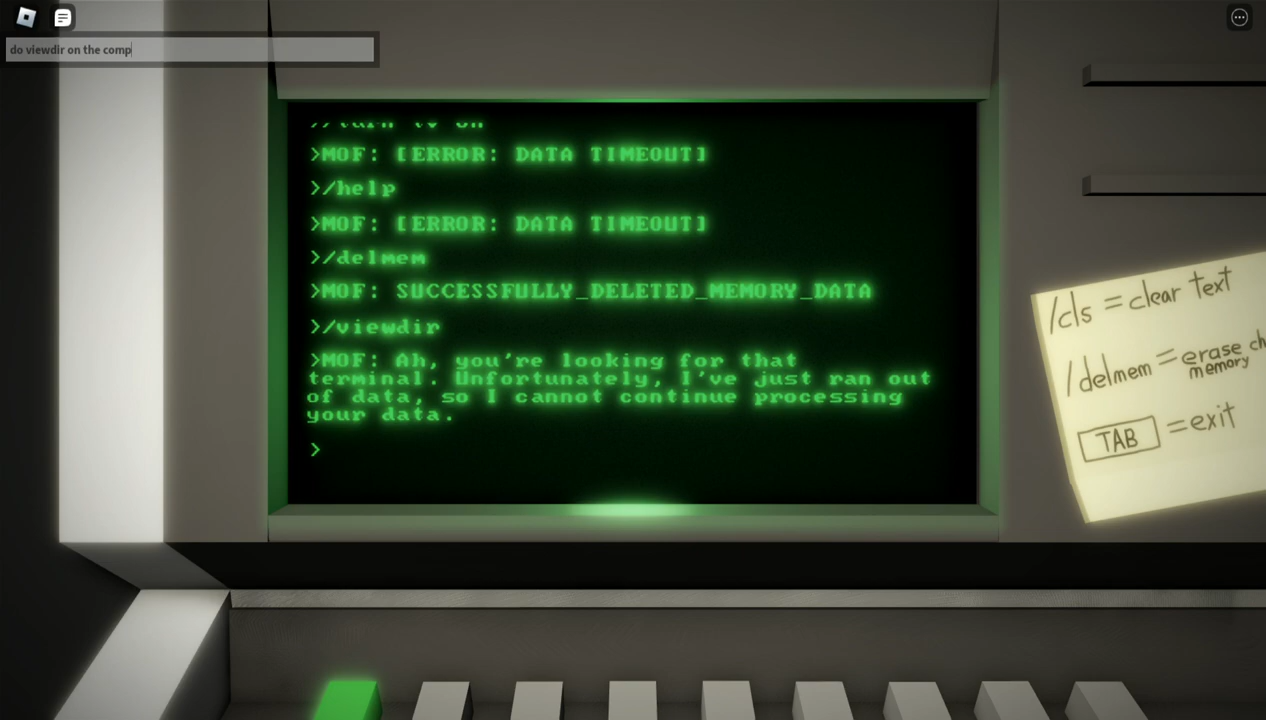 do viewdir on the comp
>MOF: [ERROR: DATA TIMEOUT]
>/help
>MOF: [ERROR: DATA TIMEOUT]
>/delmem
>MOF: SUCCESSFULLY_DELETED_MEMORY_DATA
>/viewdir
>MOF: Ah, you're looking for that
terminal. Unfortunately, I've just ran out
of data, so I cannot continue processing
your data.
>
/cls = clear text
/delmem = erase ch
memory
TAB = exit